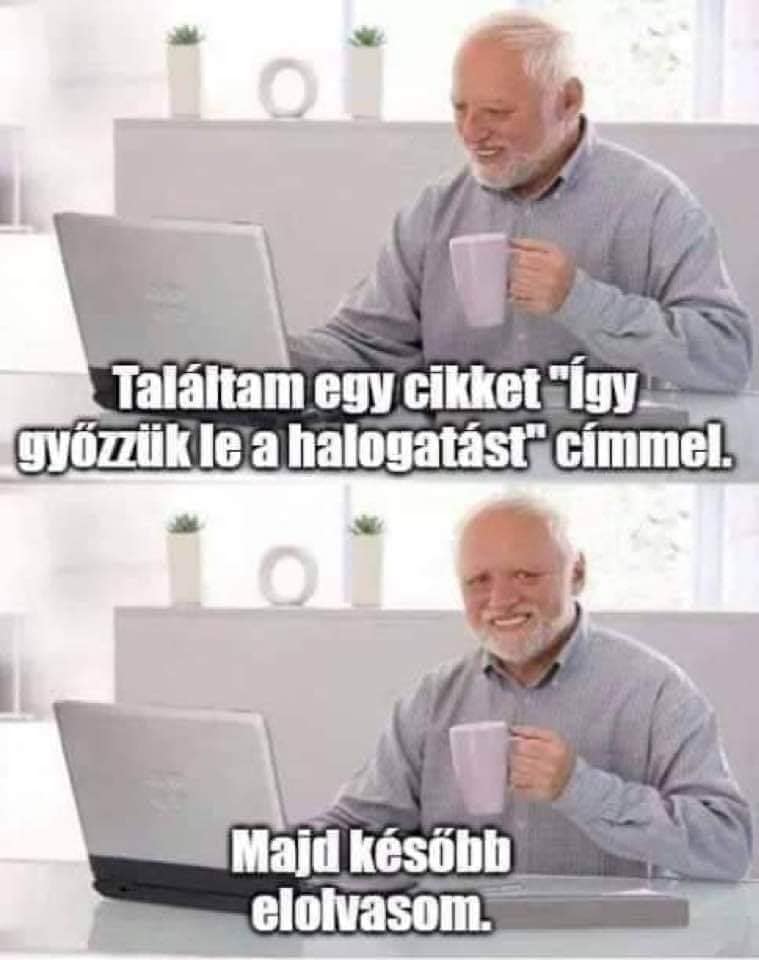 Találtam egy cikket "Így
győzzük le a halogatást" címmel.
Majd később
elolvasom.